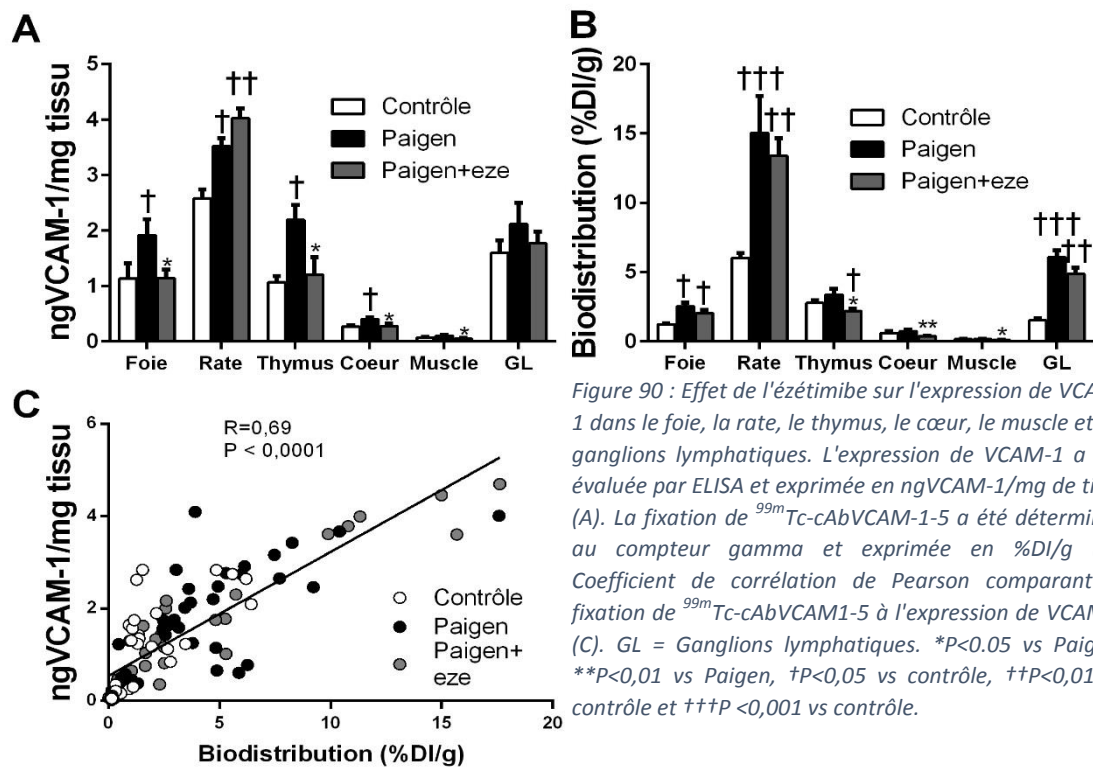 A
ngVCAM-1/mg tissu
5
4
3
2
1
0
† † †† † * † * *
Contrôle
Paigen
Paigen+eze
Foie Rate Thymus Coeur Muscle GL
B
Biodistribution (%DI/g)
20
15
10
5
0
† † ††† †† † * ** * ††† ††
Contrôle
Paigen
Paigen+eze
Foie Rate Thymus Coeur Muscle GL
C
ngVCAM-1/mg tissu
6
4
2
0
R=0,69
P < 0,0001
Contrôle
Paigen
Paigen+
eze
0 5 10 15 20
Biodistribution (%DI/g)
Figure 90 : Effet de l'ézétimibe sur l'expression de VCA
1 dans le foie, la rate, le thymus, le cœur, le muscle et
ganglions lymphatiques. L'expression de VCAM-1 a
évaluée par ELISA et exprimée en ngVCAM-1/mg de ti
(A). La fixation de 99mTc-cAbVCAM-1-5 a été détermin
au compteur gamma et exprimée en %DI/g
Coefficient de corrélation de Pearson comparant
fixation de 99mTc-cAbVCAM1-5 à l'expression de VCAM
(C). GL = Ganglions lymphatiques. *P<0.05 vs Paig
**P<0,01 vs Paigen, †P<0,05 vs contrôle, ††P<0,01
contrôle et †††P <0,001 vs contrôle.